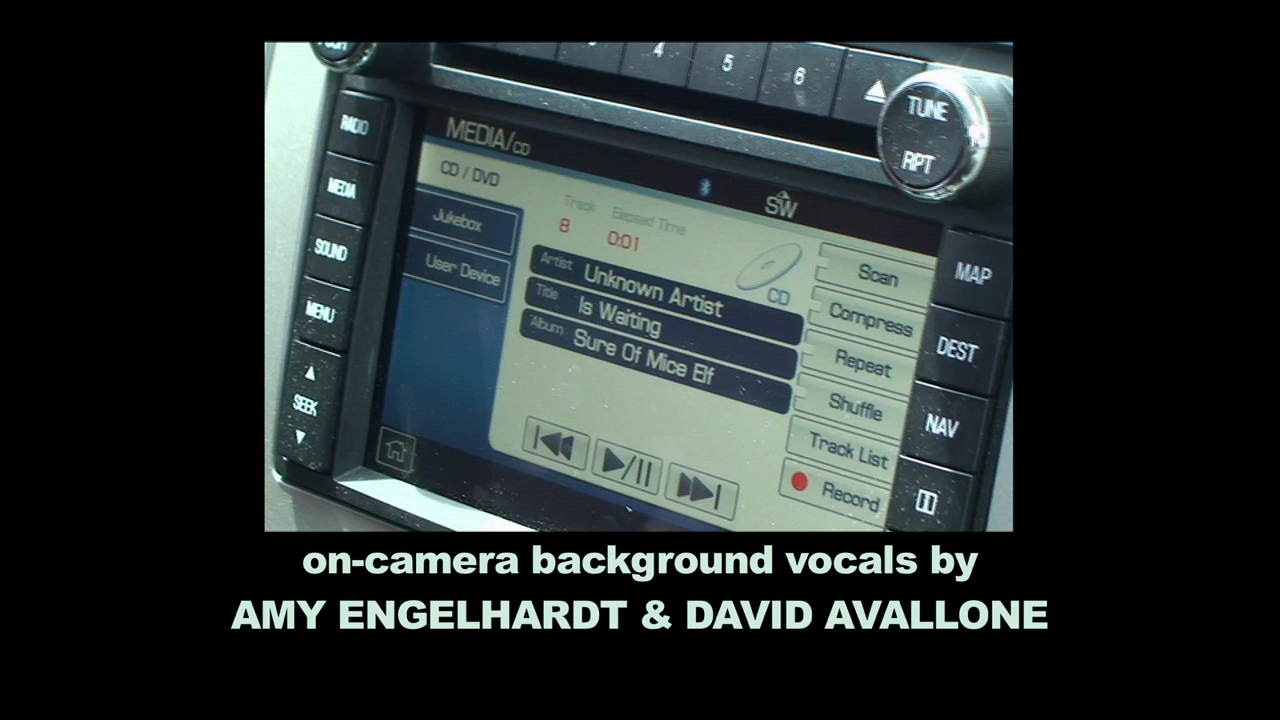 4
5
6
TUNE
RPT
RADIO
MEDIA
SOUND
MENU
SEEK
MEDIA/CD
SW
CD / DVD
Jukebox
User Device
Track Elapsed Time
8 0:01
Artist Unknown Artist
Title Is Waiting
Album Sure Of Mice Elf
CD
Scan
Compress
Repeat
Shuffle
Track List
Record
MAP
DEST
NAV
on-camera background vocals by
AMY ENGELHARDT & DAVID AVALLONE